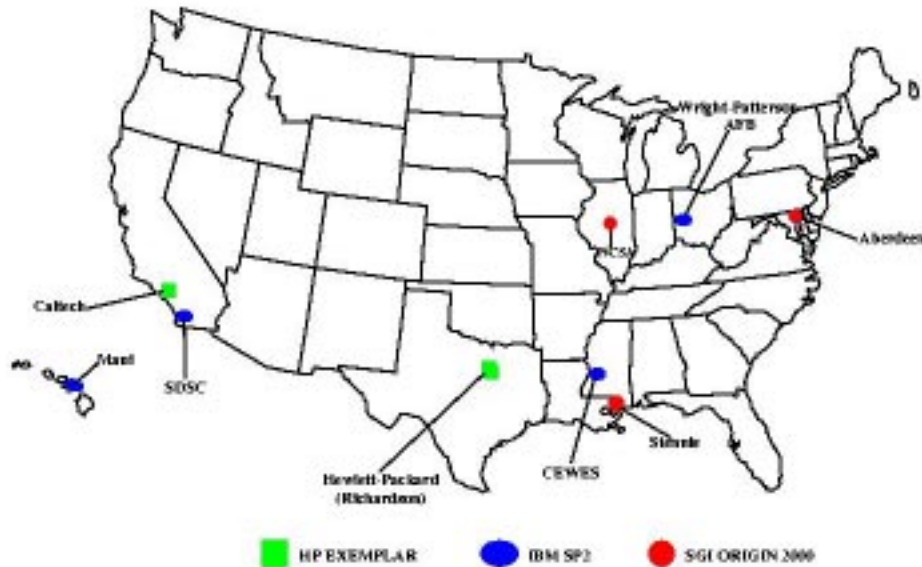 Wright-Patterson
AFB
NCSA
Aberdeen
Caltech
Maui
SDSC
Stennis
CEWES
Hewlett-Packard
(Richardson)
HP EXEMPLAR
IBM SP2
SGI ORIGIN 2000